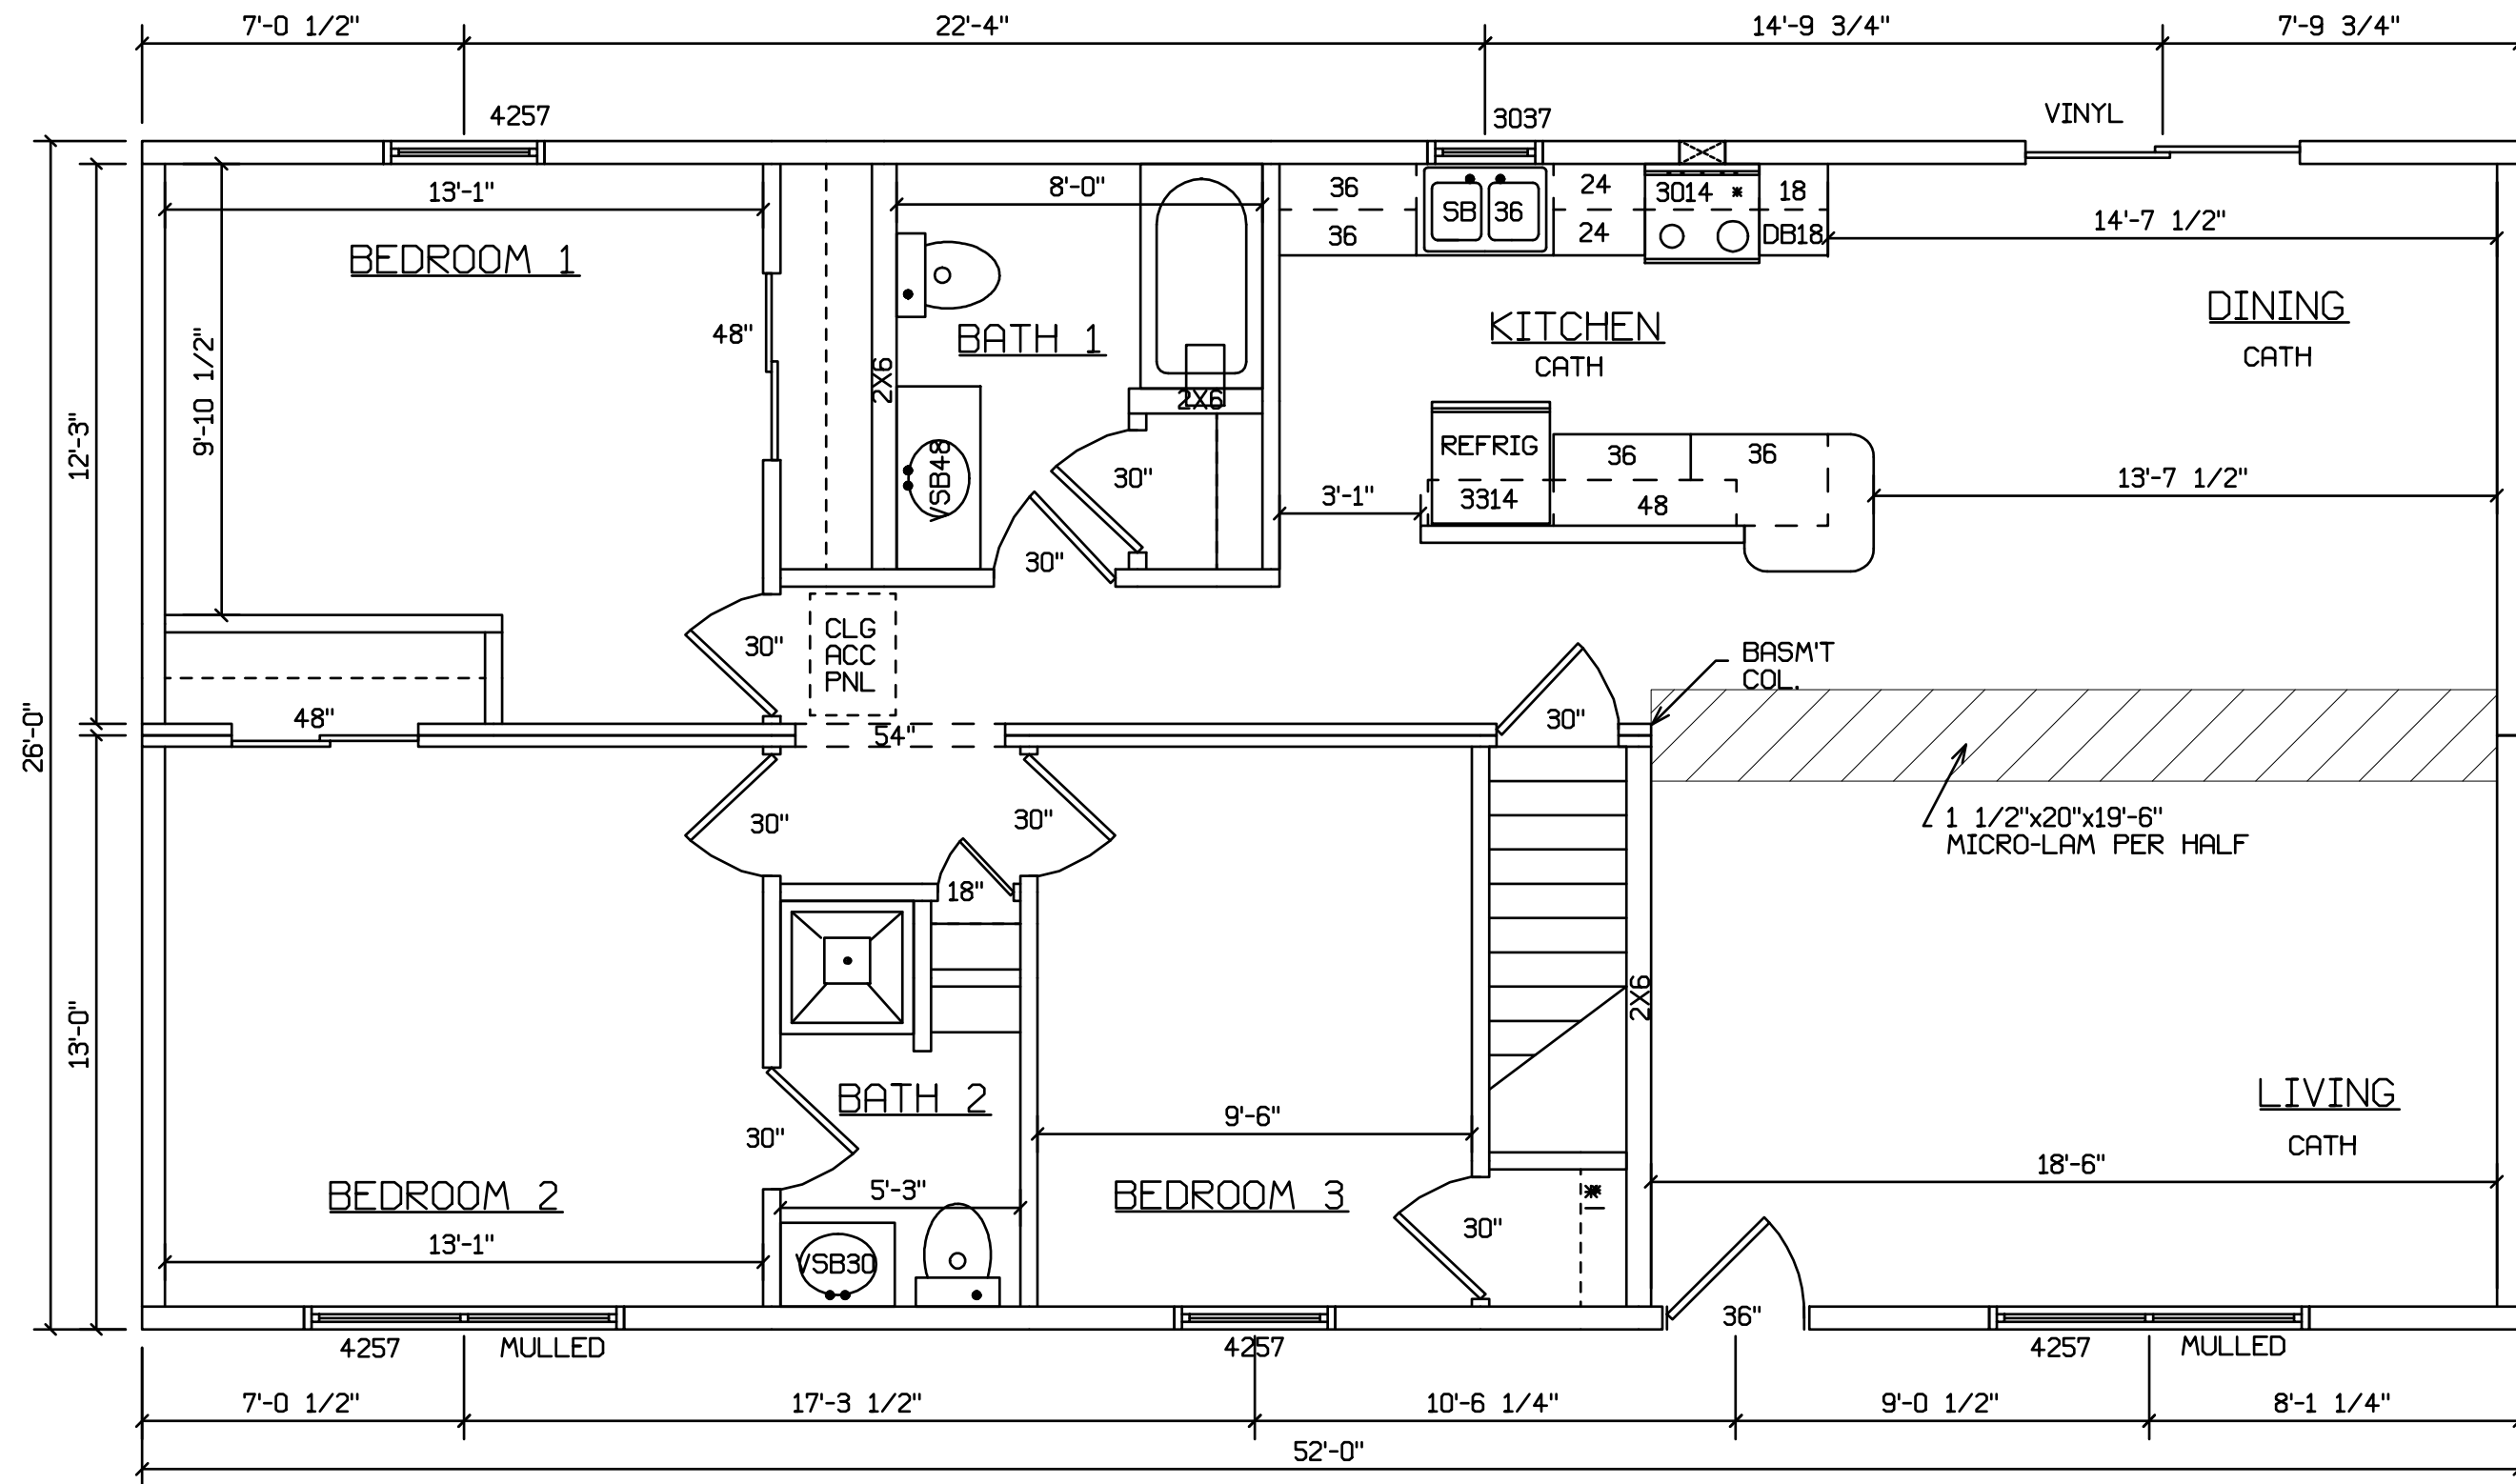 7'-0 1/2"
22'-4"
14'-9 3/4"
7'-9 3/4"
4257
3037
VINYL
13'-1"
8'-0"
36
SB 36
24
3014 *
18
36
24
DB18
14'-7 1/2"
BEDROOM 1
DINING
CATH
48"
BATH 1
KITCHEN
CATH
9'-10 1/2"
12'-3"
2X6
2X6
REFRIG
36
36
VSB48
30"
3'-1"
3314
48
13'-7 1/2"
30"
30"
CLG
ACC
PNL
BASM'T
COL.
26'-0"
48"
54"
30"
30"
30"
1 1/2"x20"x19'-6"
MICRO-LAM PER HALF
18"
13'-0"
2X6
BATH 2
LIVING
CATH
9'-6"
30"
18'-6"
BEDROOM 2
5'-3"
BEDROOM 3
30"
13'-1"
VSB30
36"
4257
MULLED
4257
4257
MULLED
7'-0 1/2"
17'-3 1/2"
10'-6 1/4"
9'-0 1/2"
8'-1 1/4"
52'-0"